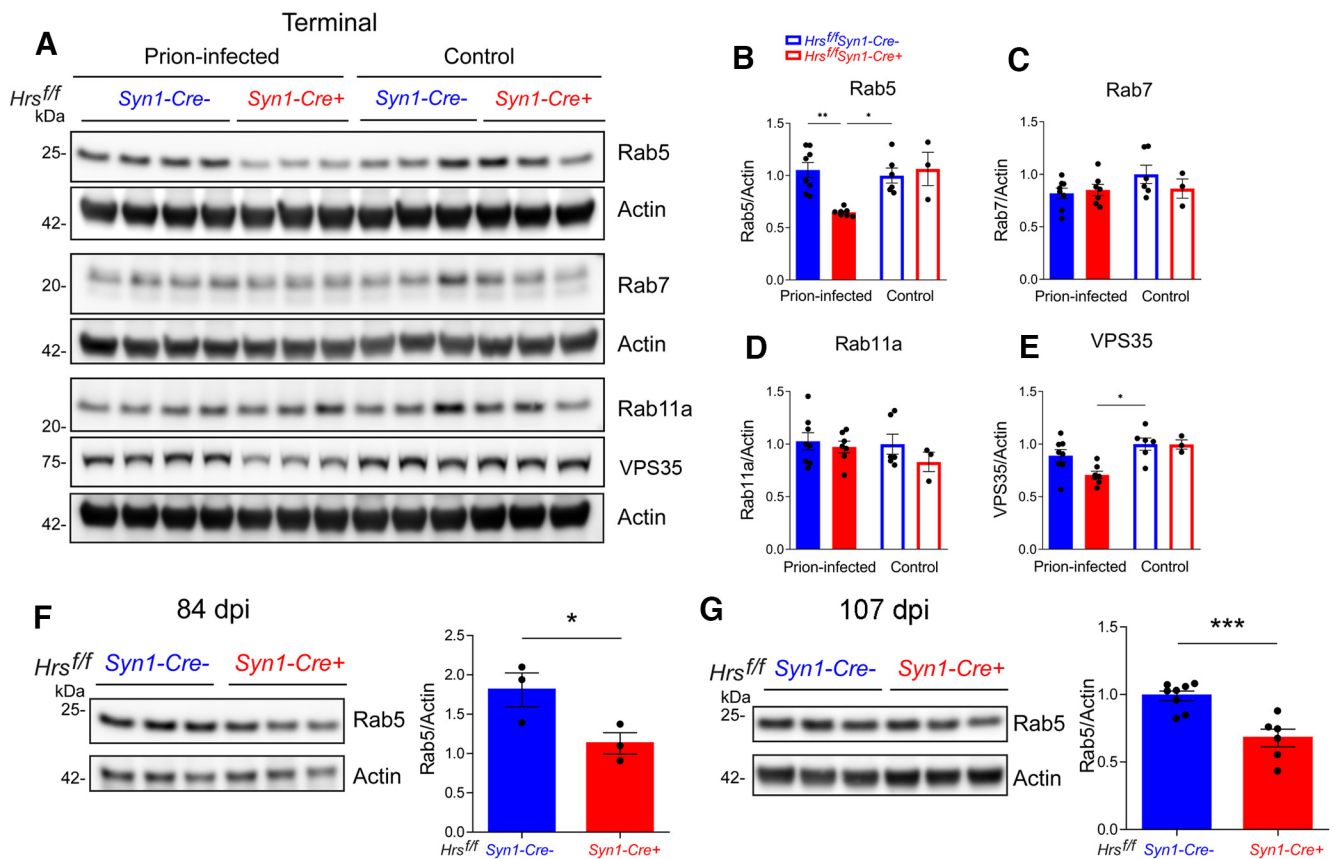 A
Terminal
Prion-infected Control
Hrs^f/f Syn1-Cre- Syn1-Cre+ Syn1-Cre- Syn1-Cre+
kDa
25- Rab5
42- Actin
20- Rab7
42- Actin
20- Rab11a
75- VPS35
42- Actin
Hrs^f/fSyn1-Cre-
Hrs^f/fSyn1-Cre+
B
Rab5
** *
Rab5/Actin
1.5
1.0
0.5
0.0
Prion-infected Control
C
Rab7
Rab7/Actin
1.5
1.0
0.5
0.0
Prion-infected Control
D
Rab11a
Rab11a/Actin
1.5
1.0
0.5
0.0
Prion-infected Control
E
VPS35
*
VPS35/Actin
1.5
1.0
0.5
0.0
Prion-infected Control
F
84 dpi
Hrs^f/f Syn1-Cre- Syn1-Cre+
kDa
25- Rab5
42- Actin
*
Rab5/Actin
2.5
2.0
1.5
1.0
0.5
0.0
Hrs^f/f Syn1-Cre- Syn1-Cre+
G
107 dpi
Hrs^f/f Syn1-Cre- Syn1-Cre+
kDa
25- Rab5
42- Actin
***
Rab5/Actin
1.5
1.0
0.5
0.0
Hrs^f/f Syn1-Cre- Syn1-Cre+